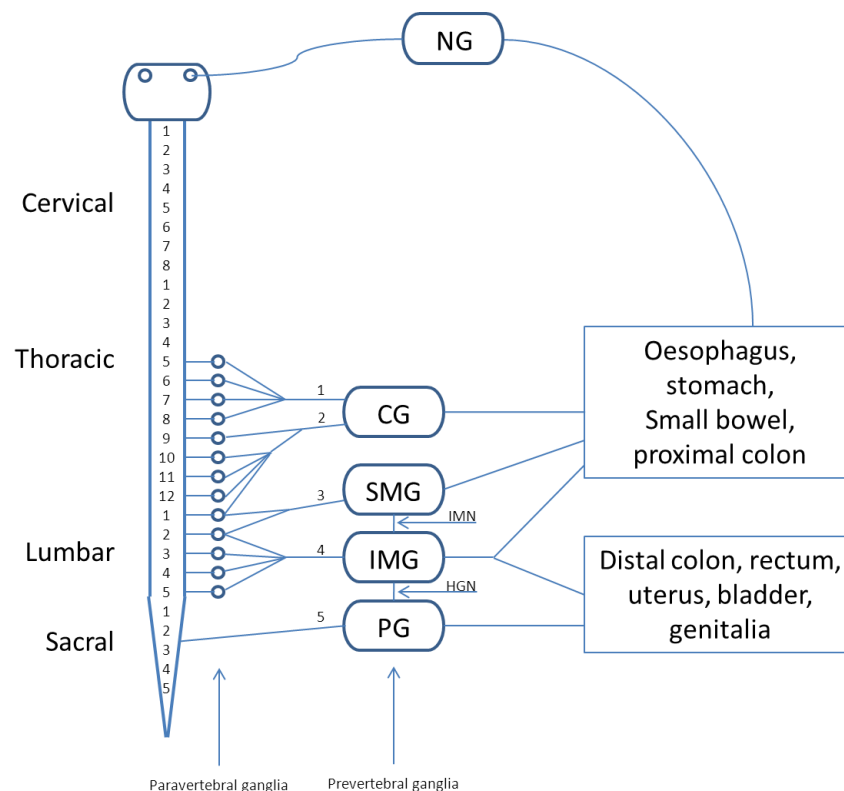 NG
1
2
3
4
5
6
7
8
Cervical
1
2
3
4
5
6
7
8
9
10
11
12
Thoracic
1
2
3
4
5
Lumbar
1
2
3
4
5
Sacral
1
2
3
4
5
CG
SMG
IMN
IMG
HGN
PG
Oesophagus,
stomach,
Small bowel,
proximal colon
Distal colon, rectum,
uterus, bladder,
genitalia
Paravertebral ganglia
Prevertebral ganglia